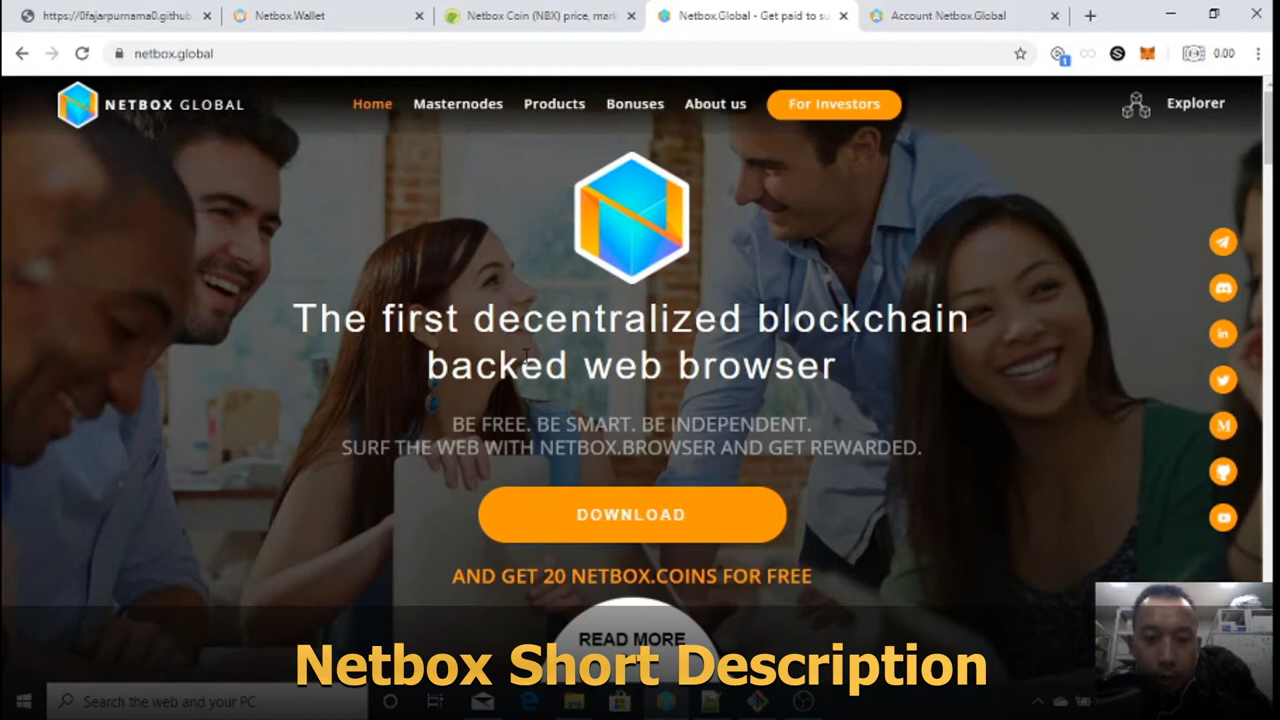 https://0fajarpurnama0.github.
Netbox.Wallet
Netbox Coin (NBX) price, mark
Netbox.Global - Get paid to su
Account Netbox.Global
netbox.global
1
0.00
NETBOX GLOBAL
Home
Masternodes
Products
Bonuses
About us
For Investors
Explorer
The first decentralized blockchain
backed web browser
BE FREE. BE SMART. BE INDEPENDENT.
SURF THE WEB WITH NETBOX.BROWSER AND GET REWARDED.
DOWNLOAD
AND GET 20 NETBOX.COINS FOR FREE
READ MORE
Netbox Short Description
Search the web and your PC